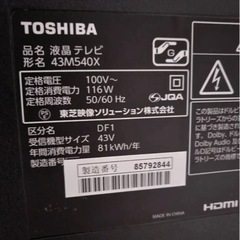 TOSHIBA
品名 液晶テレビ
形名 43M540X
定格電圧 100V~
定格消費電力 116W
定格周波数 50/60Hz
JQA
東芝映像ソリューション株式会社
区分 DF1
受信機型サイズ 43V
年間消費電力量 81kWh/年
製造番号 85792844
MADE IN CHINA
HDMI